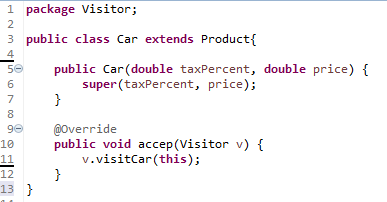 1 package Visitor;
2
3 public class Car extends Product{
4
5 public Car(double taxPercent, double price) {
6 super(taxPercent, price);
7 }
8
9 @Override
10 public void accep(Visitor v) {
11 v.visitCar(this);
12 }
13 }